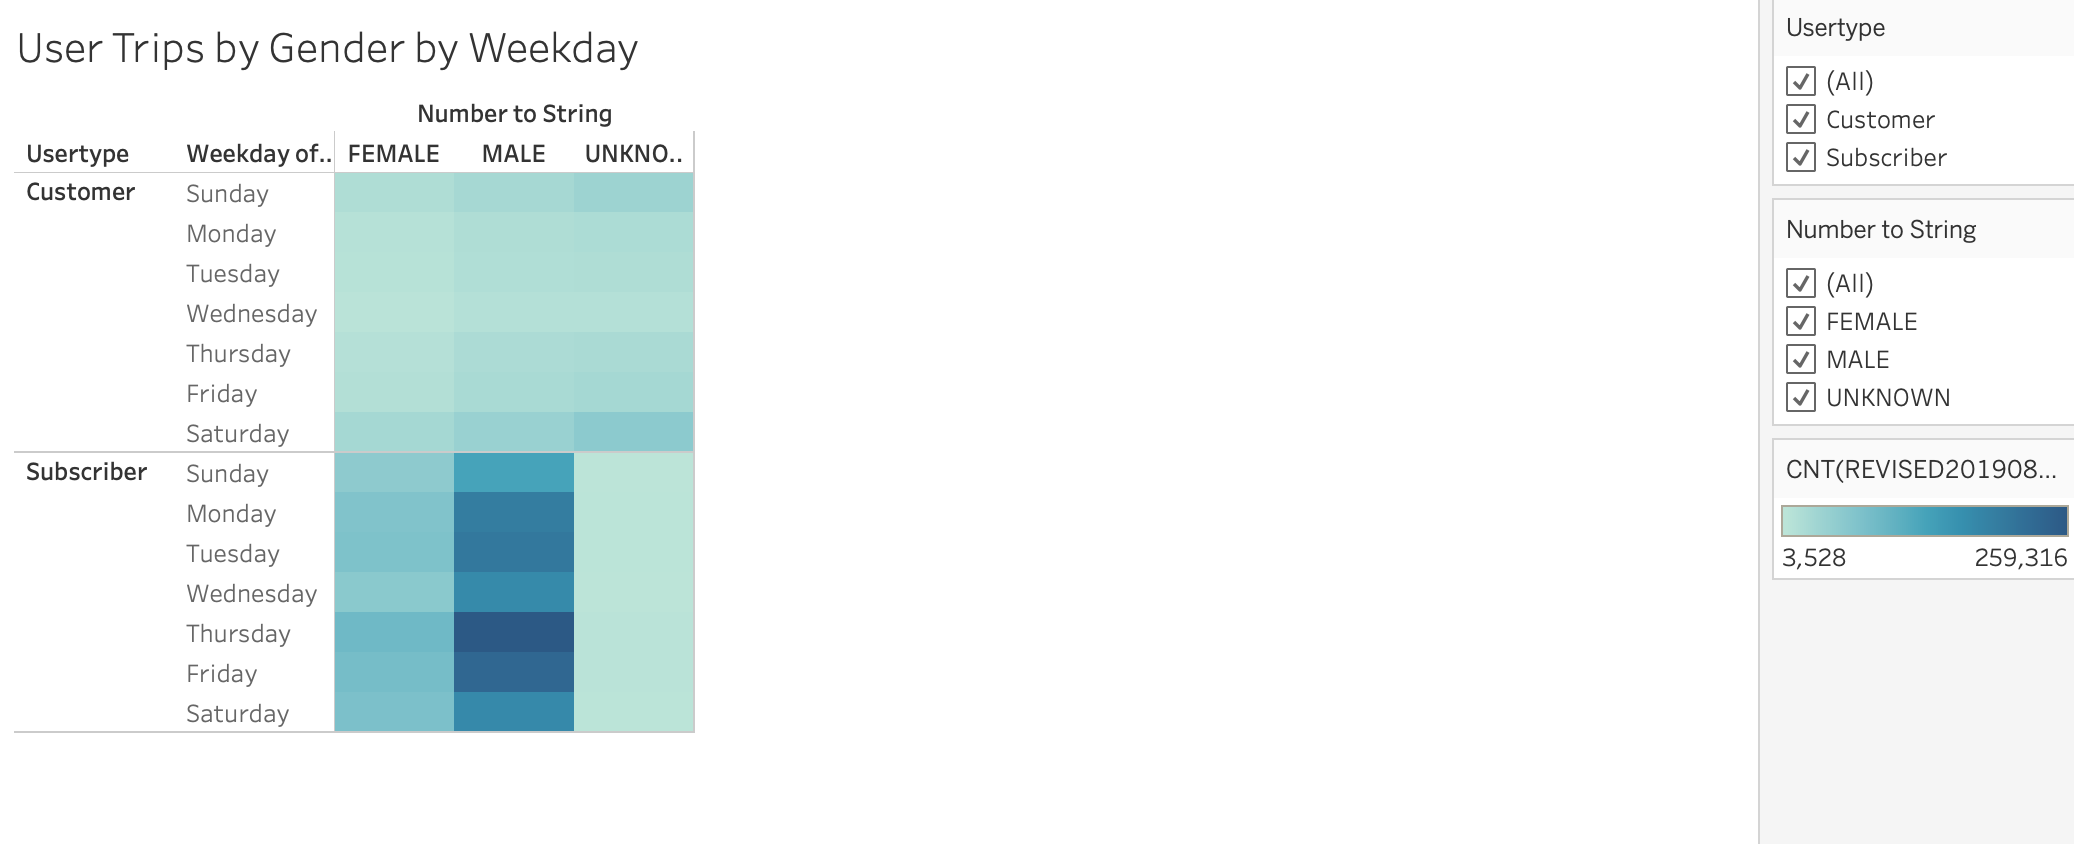 User Trips by Gender by Weekday
Number to String
Usertype Weekday of.. FEMALE MALE UNKNO..
Customer Sunday
Monday
Tuesday
Wednesday
Thursday
Friday
Saturday
Subscriber Sunday
Monday
Tuesday
Wednesday
Thursday
Friday
Saturday
Usertype
(All)
Customer
Subscriber
Number to String
(All)
FEMALE
MALE
UNKNOWN
CNT(REVISED201908...
3,528 259,316